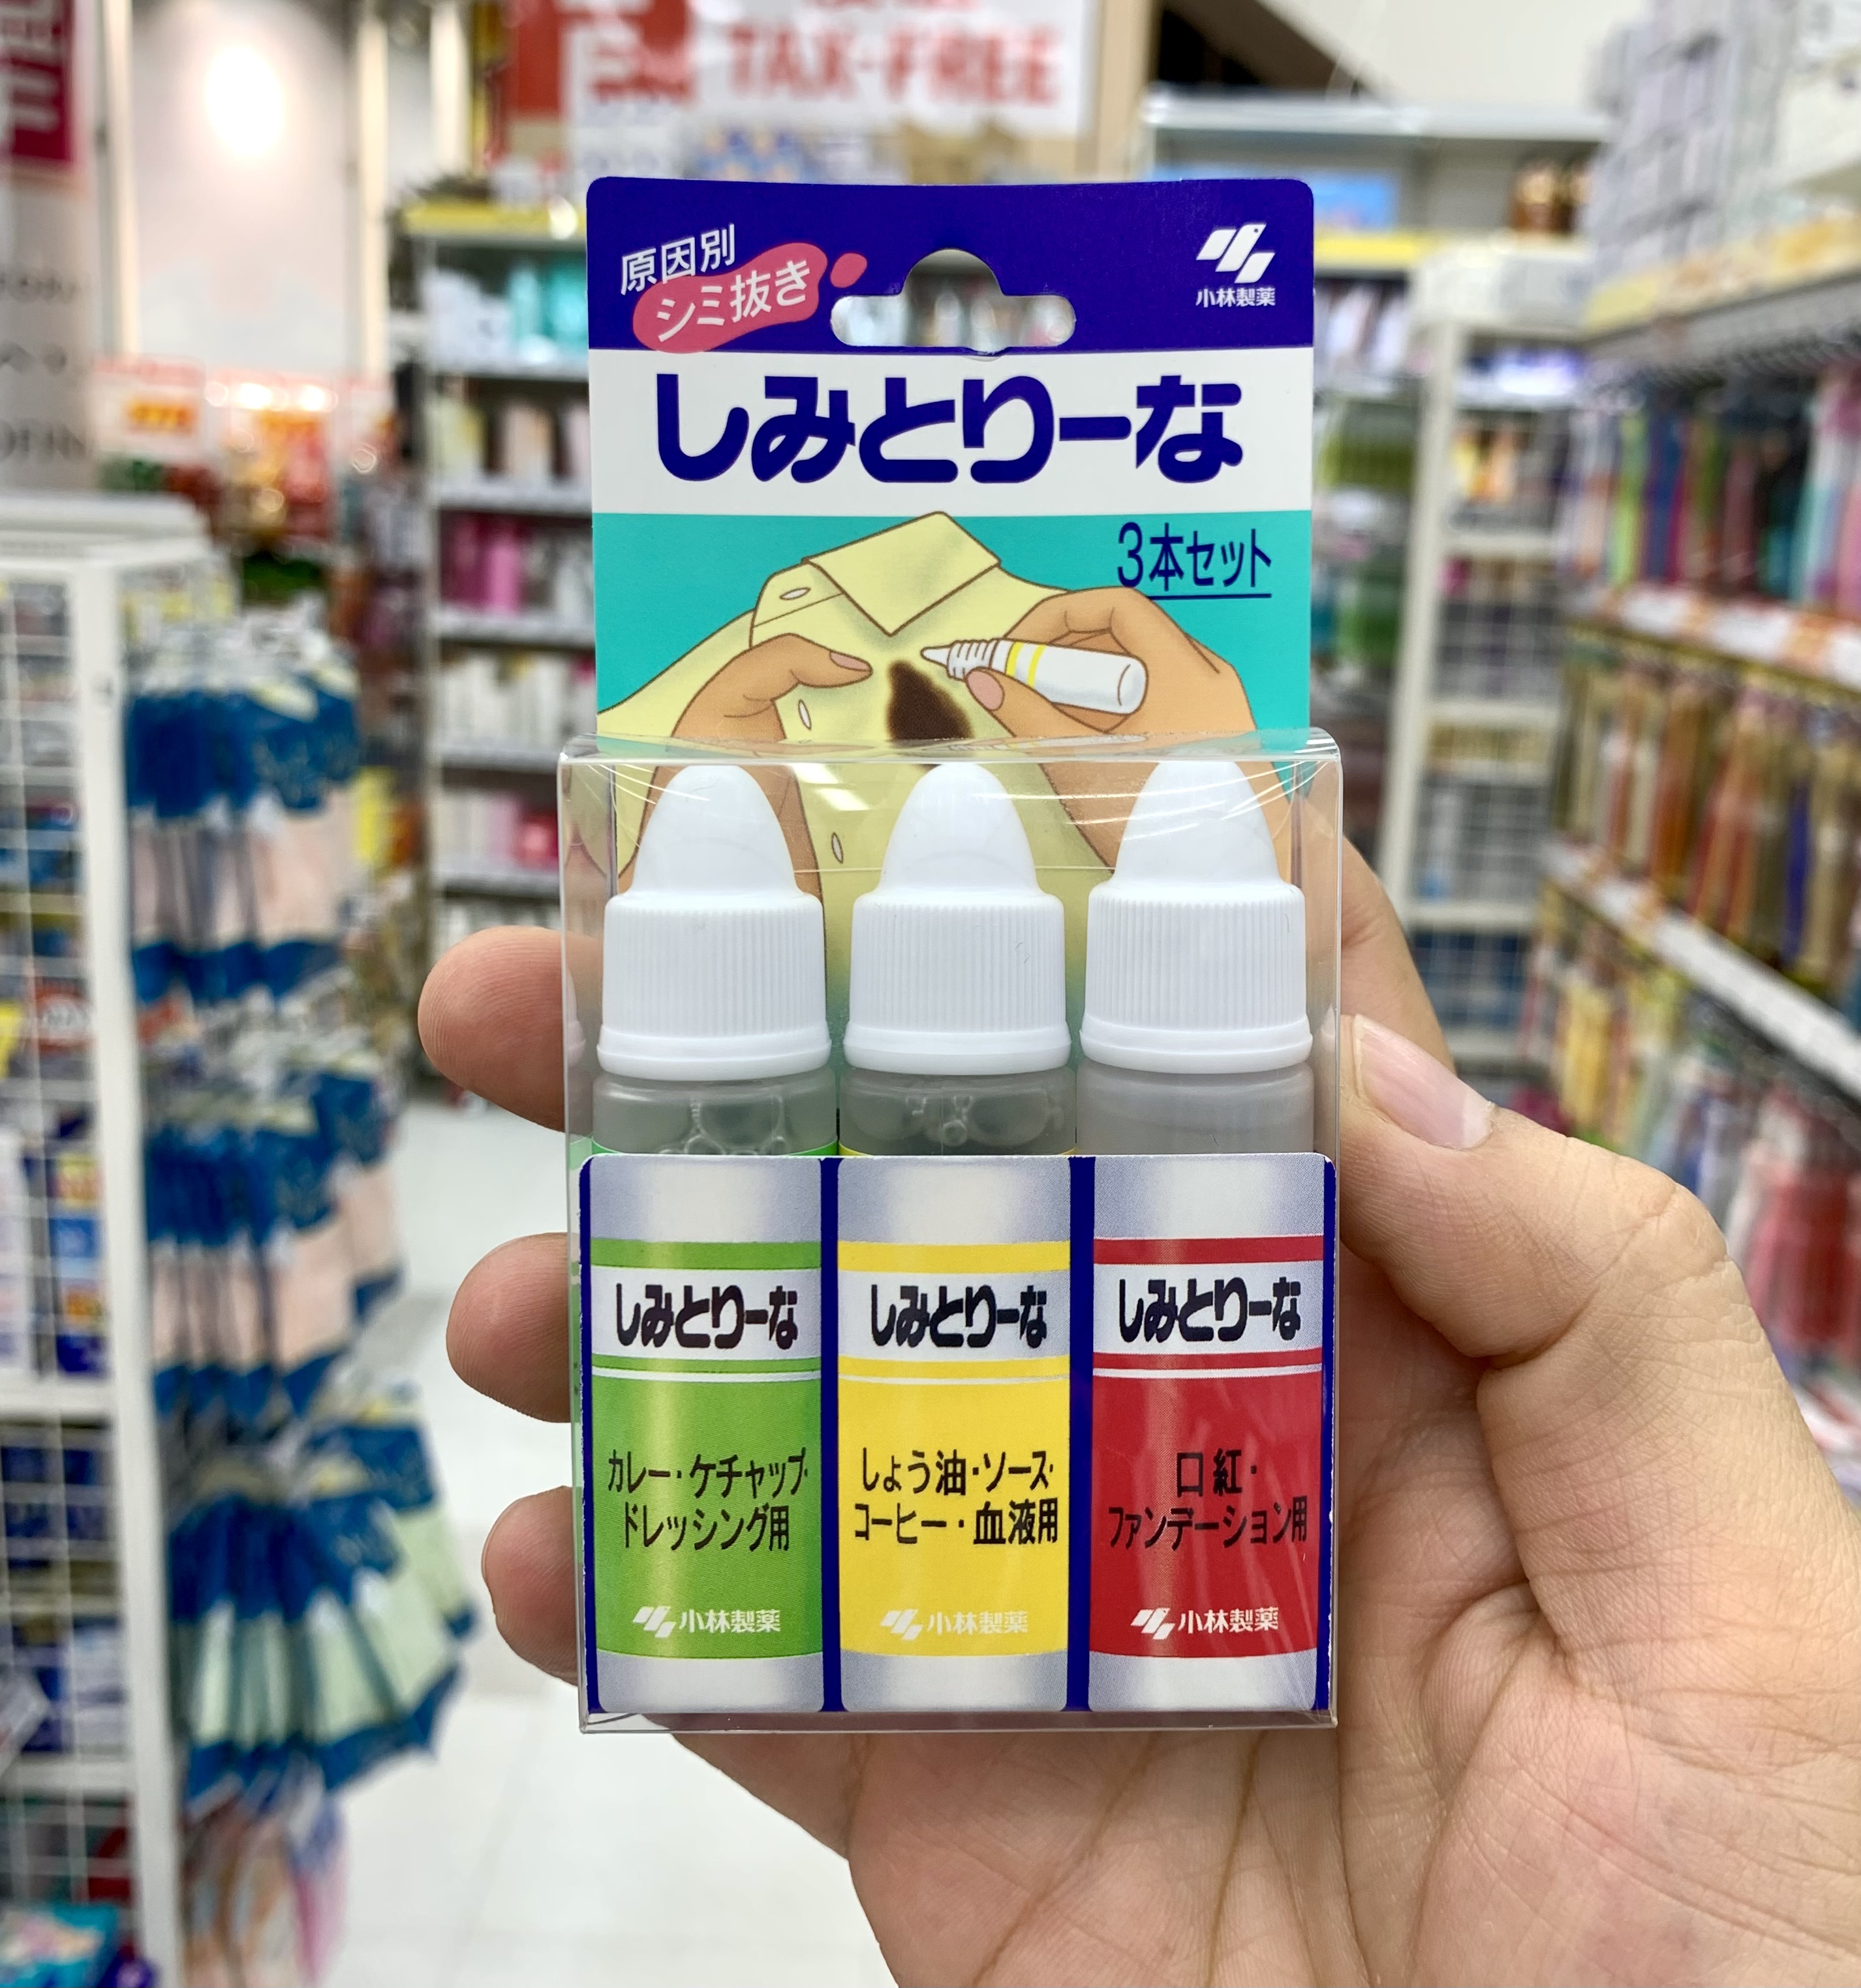 TAX-FREE
原因別
シミ抜き
小林製薬
しみとりーな
3本セット
しみとりーな
カレー・ケチャップ・
ドレッシング用
小林製薬
しみとりーな
しょう油・ソース・
コーヒー・血液用
小林製薬
しみとりーな
口紅・
ファンデーション用
小林製薬